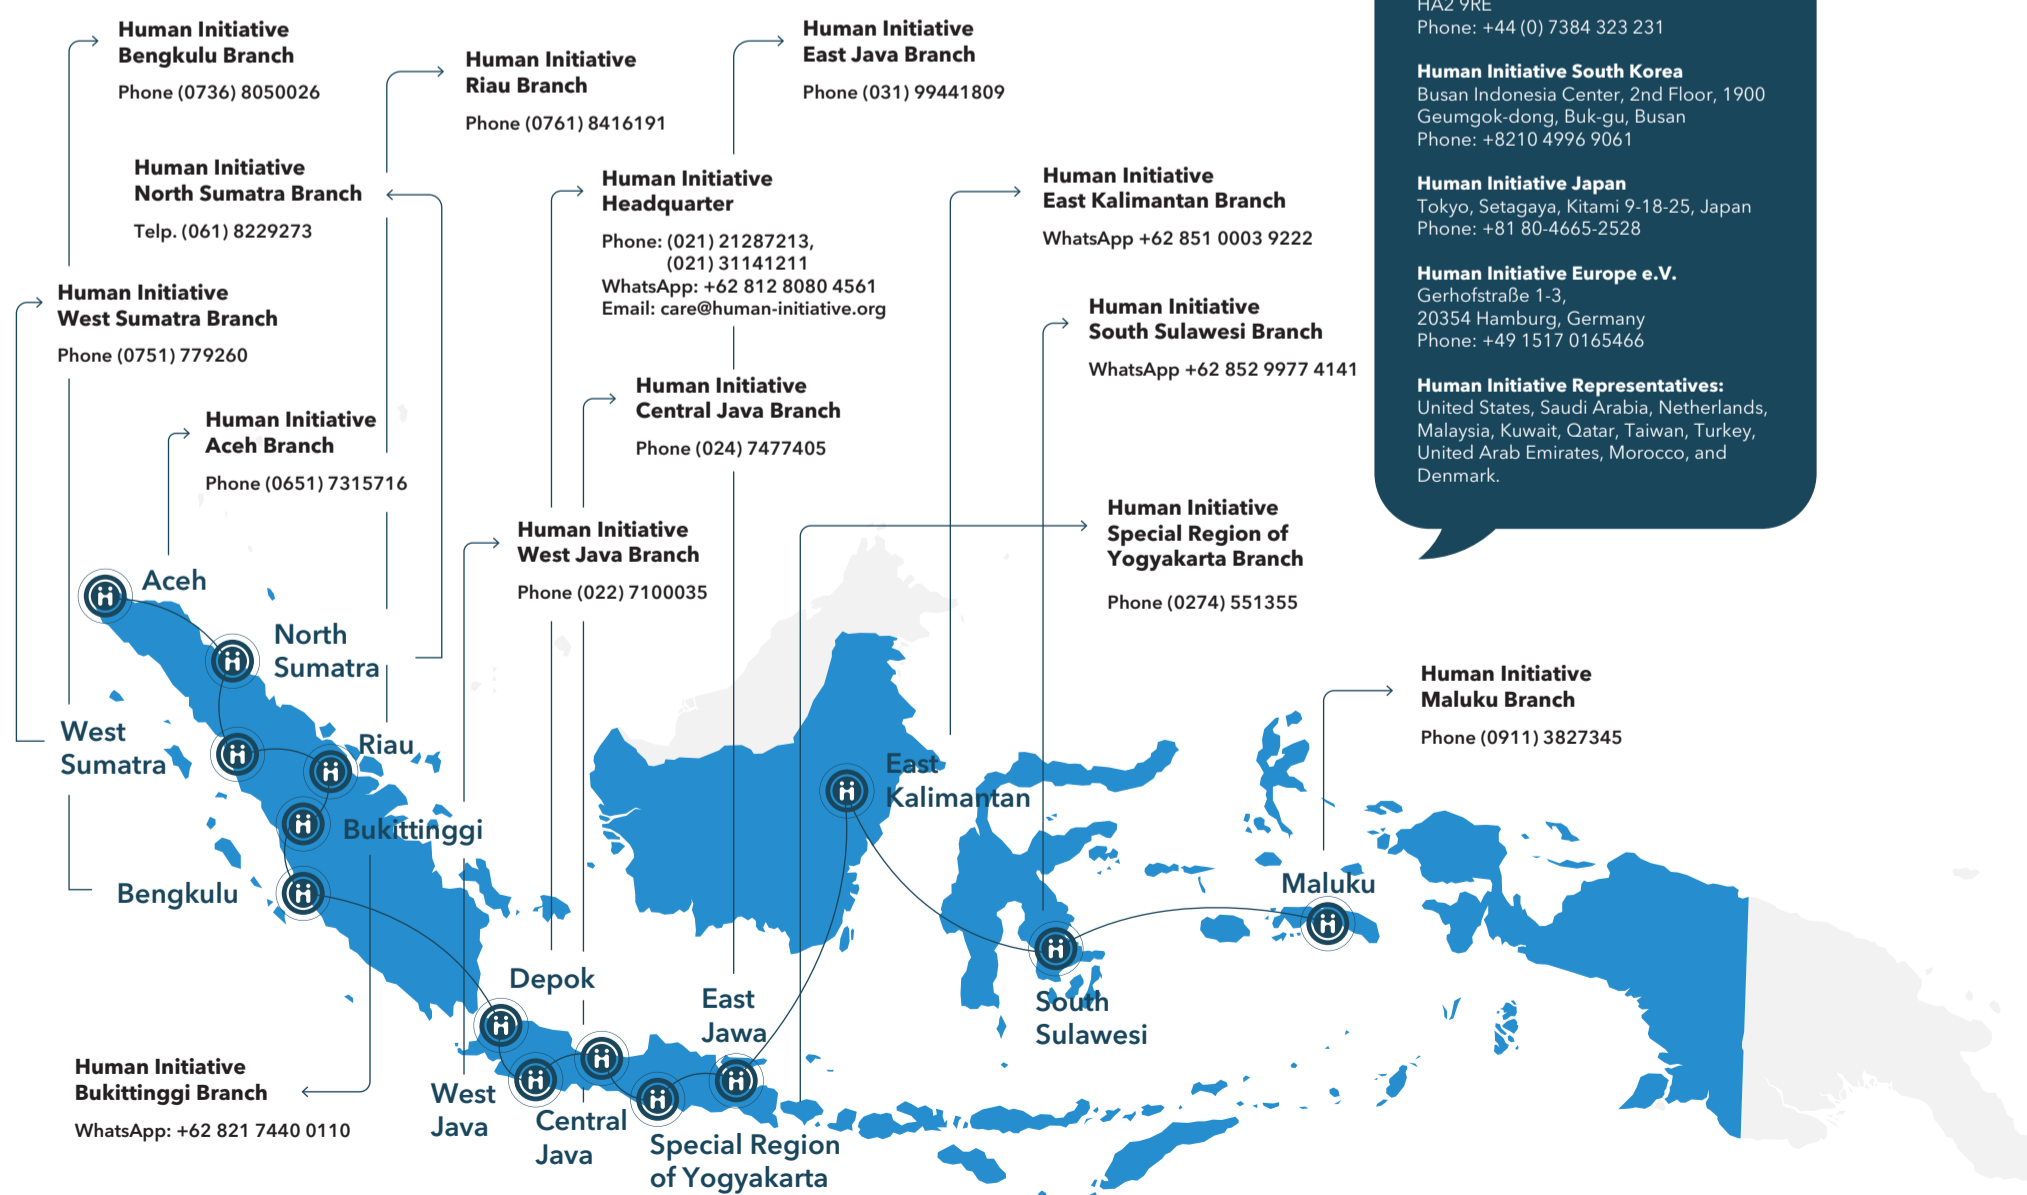 Human Initiative
Bengkulu Branch
Phone (0736) 8050026
Human Initiative
Riau Branch
Phone (0761) 8416191
Human Initiative
East Java Branch
Phone (031) 99441809
Human Initiative
North Sumatra Branch
Telp. (061) 8229273
Human Initiative
Headquarter
Phone: (021) 21287213,
(021) 31141211
WhatsApp: +62 812 8080 4561
Email: care@human-initiative.org
Human Initiative
East Kalimantan Branch
WhatsApp +62 851 0003 9222
Human Initiative
West Sumatra Branch
Phone (0751) 779260
Human Initiative
South Sulawesi Branch
WhatsApp +62 852 9977 4141
Human Initiative
Central Java Branch
Phone (024) 7477405
Human Initiative
Aceh Branch
Phone (0651) 7315716
Human Initiative
West Java Branch
Phone (022) 7100035
Human Initiative
Special Region of
Yogyakarta Branch
Phone (0274) 551355
Human Initiative
Maluku Branch
Phone (0911) 3827345
Human Initiative
Bukittinggi Branch
WhatsApp: +62 821 7440 0110
HA2 9RE
Phone: +44 (0) 7384 323 231
Human Initiative South Korea
Busan Indonesia Center, 2nd Floor, 1900
Geumgok-dong, Buk-gu, Busan
Phone: +8210 4996 9061
Human Initiative Japan
Tokyo, Setagaya, Kitami 9-18-25, Japan
Phone: +81 80-4665-2528
Human Initiative Europe e.V.
Gerhofstraße 1-3,
20354 Hamburg, Germany
Phone: +49 1517 0165466
Human Initiative Representatives:
United States, Saudi Arabia, Netherlands,
Malaysia, Kuwait, Qatar, Taiwan, Turkey,
United Arab Emirates, Morocco, and
Denmark.
Aceh
North
Sumatra
West
Sumatra
Riau
Bukittinggi
Bengkulu
Depok
West
Java
Central
Java
East
Jawa
Special Region
of Yogyakarta
East
Kalimantan
South
Sulawesi
Maluku